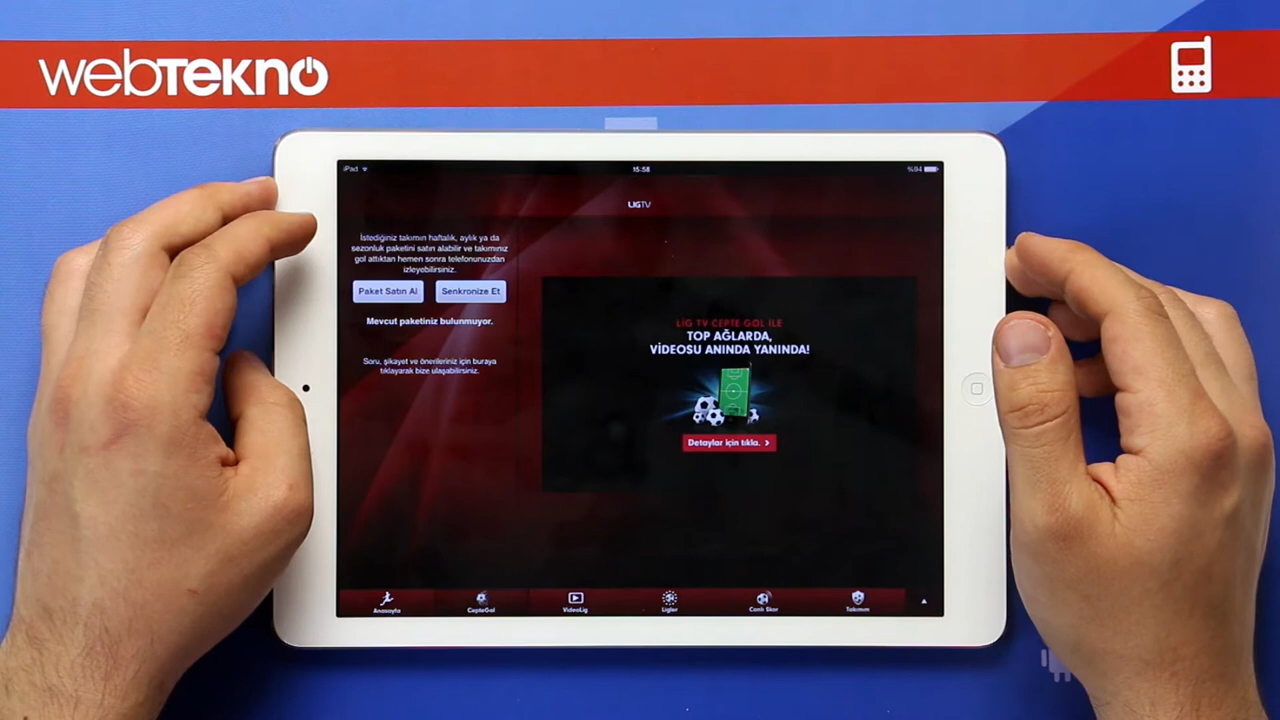 webTEKNO
iPad
15:58
%94
LIGTV
İstediğiniz takımın haftalık, aylık ya da
sezonluk paketini satın alabilir ve takımınız
gol attıktan hemen sonra telefonunuzdan
izleyebilirsiniz.
Paket Satın Al
Senkronize Et
Mevcut paketiniz bulunmuyor.
Soru, şikayet ve önerileriniz için buraya
tıklayarak bize ulaşabilirsiniz.
LİG TV CEPTE GOL İLE
TOP AĞLARDA,
VİDEOSU ANINDA YANINDA!
Detaylar için tıkla.
Anasayfa
CepteGol
VideoLig
Ligler
Canlı Skor
Takımım